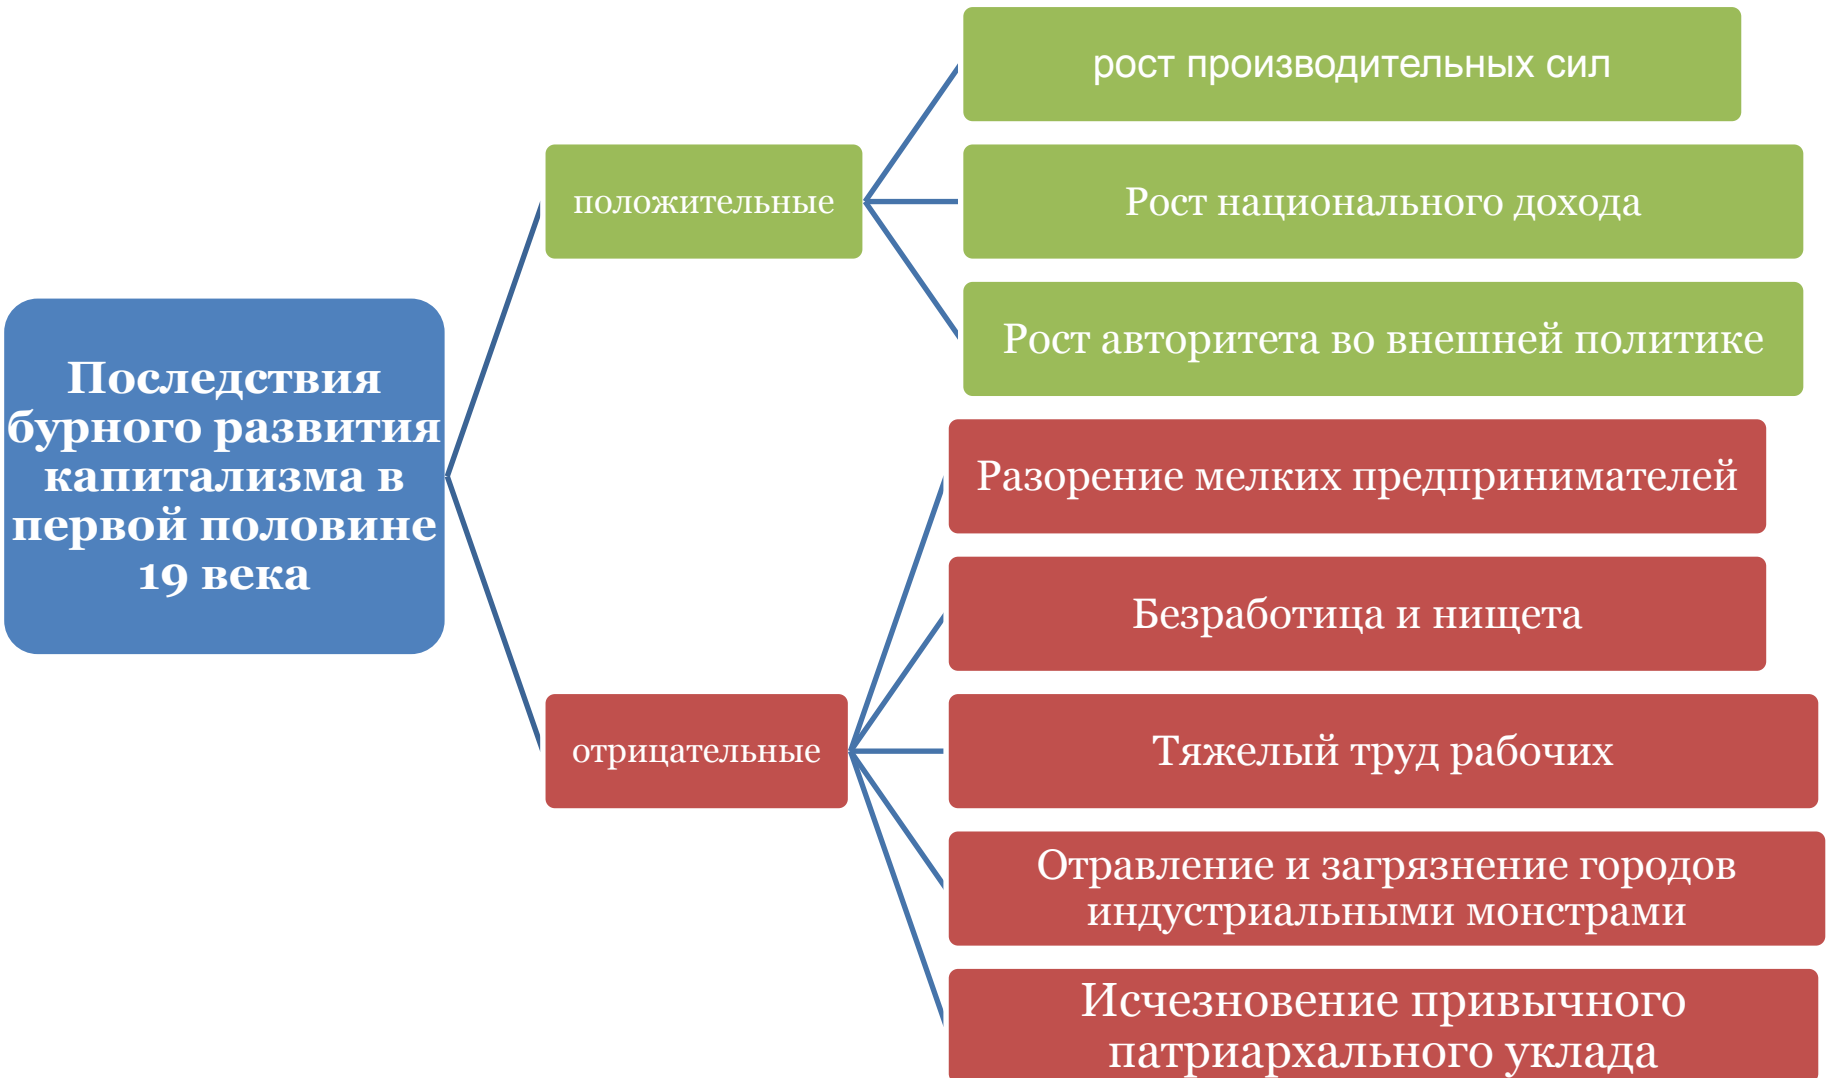 Последствия
бурного развития
капитализма в
первой половине
19 века
положительные
рост производительных сил
Рост национального дохода
Рост авторитета во внешней политике
отрицательные
Разорение мелких предпринимателей
Безработица и нищета
Тяжелый труд рабочих
Отравление и загрязнение городов
индустриальными монстрами
Исчезновение привычного
патриархального уклада